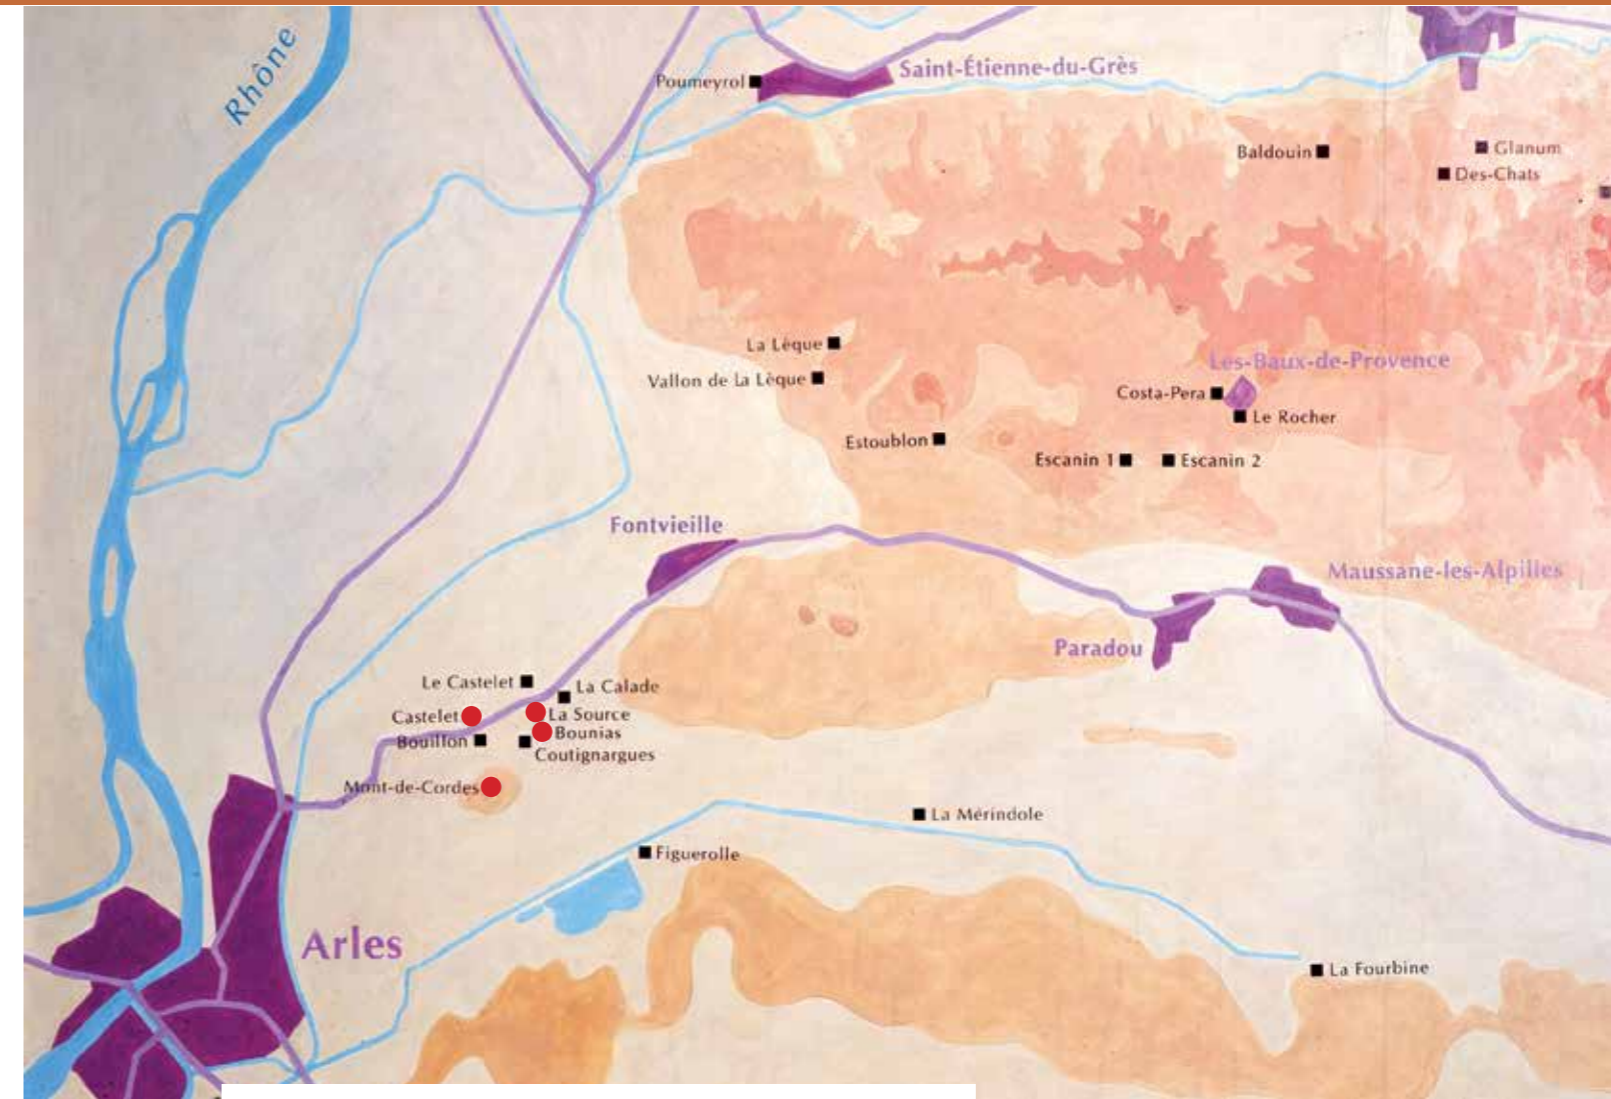 Rhône
Saint-Étienne-du-Grès
Poumeyrol
Baldouin
Glanum
Des-Chats
La Lèque
Les-Baux-de-Provence
Vallon de La Lèque
Costa-Pera
Le Rocher
Estoublon
Escanin 1
Escanin 2
Fontvieille
Maussane-les-Alpilles
Paradou
Le Castelet
La Calade
Castelet
La Source
Bounias
Bouillon
Coutignargues
Mont-de-Cordes
La Mérindole
Figuerolle
Arles
La Fourbine